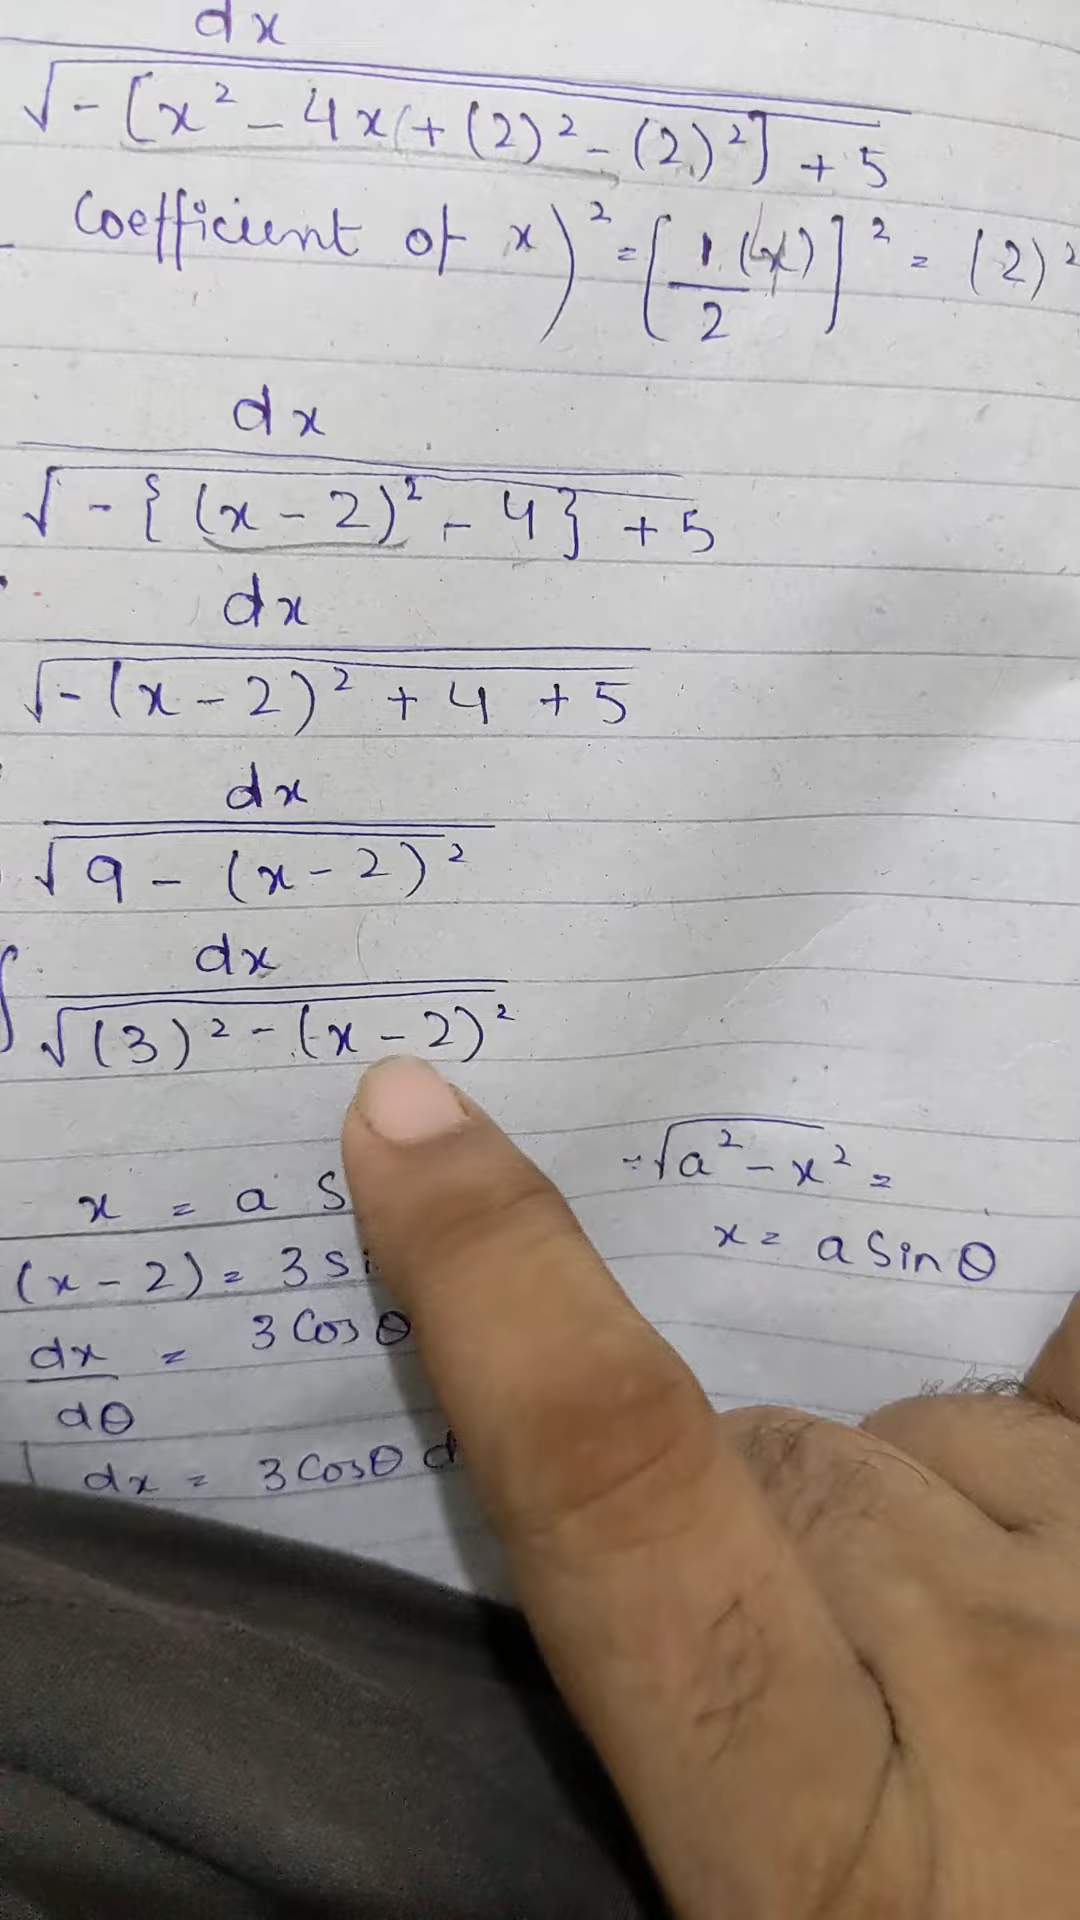 dx
√-[x² - 4x + (2)² - (2)²] + 5
Coefficient of x)² = [1/2 (4)]² = (2)²
dx
√-{(x - 2)² - 4} + 5
dx
√-(x - 2)² + 4 + 5
dx
√9 - (x - 2)²
∫ dx
√(3)² - (x - 2)²
√a² - x² =
x = a S
x = a Sin θ
(x - 2) = 3 Si
dx/dθ = 3 Cos θ
dx = 3 Cos θ d